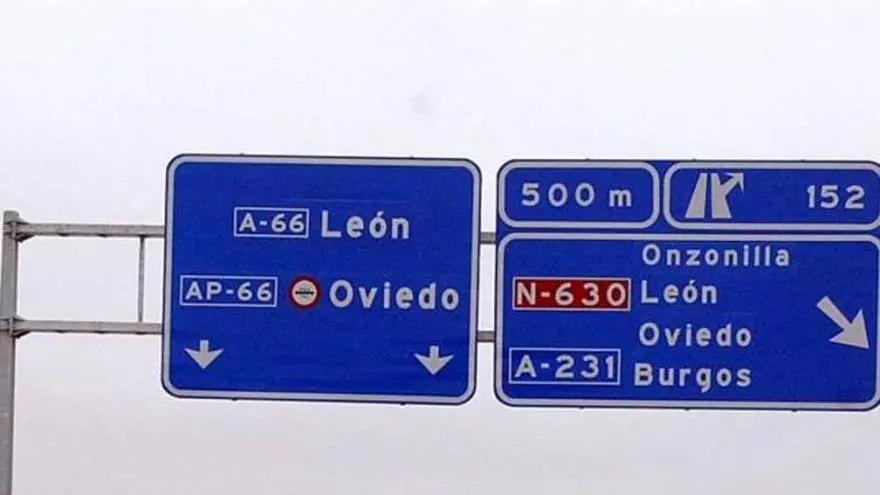 A-66 León
AP-66 Oviedo
500 m
152
Onzonilla
N-630 León
Oviedo
A-231 Burgos